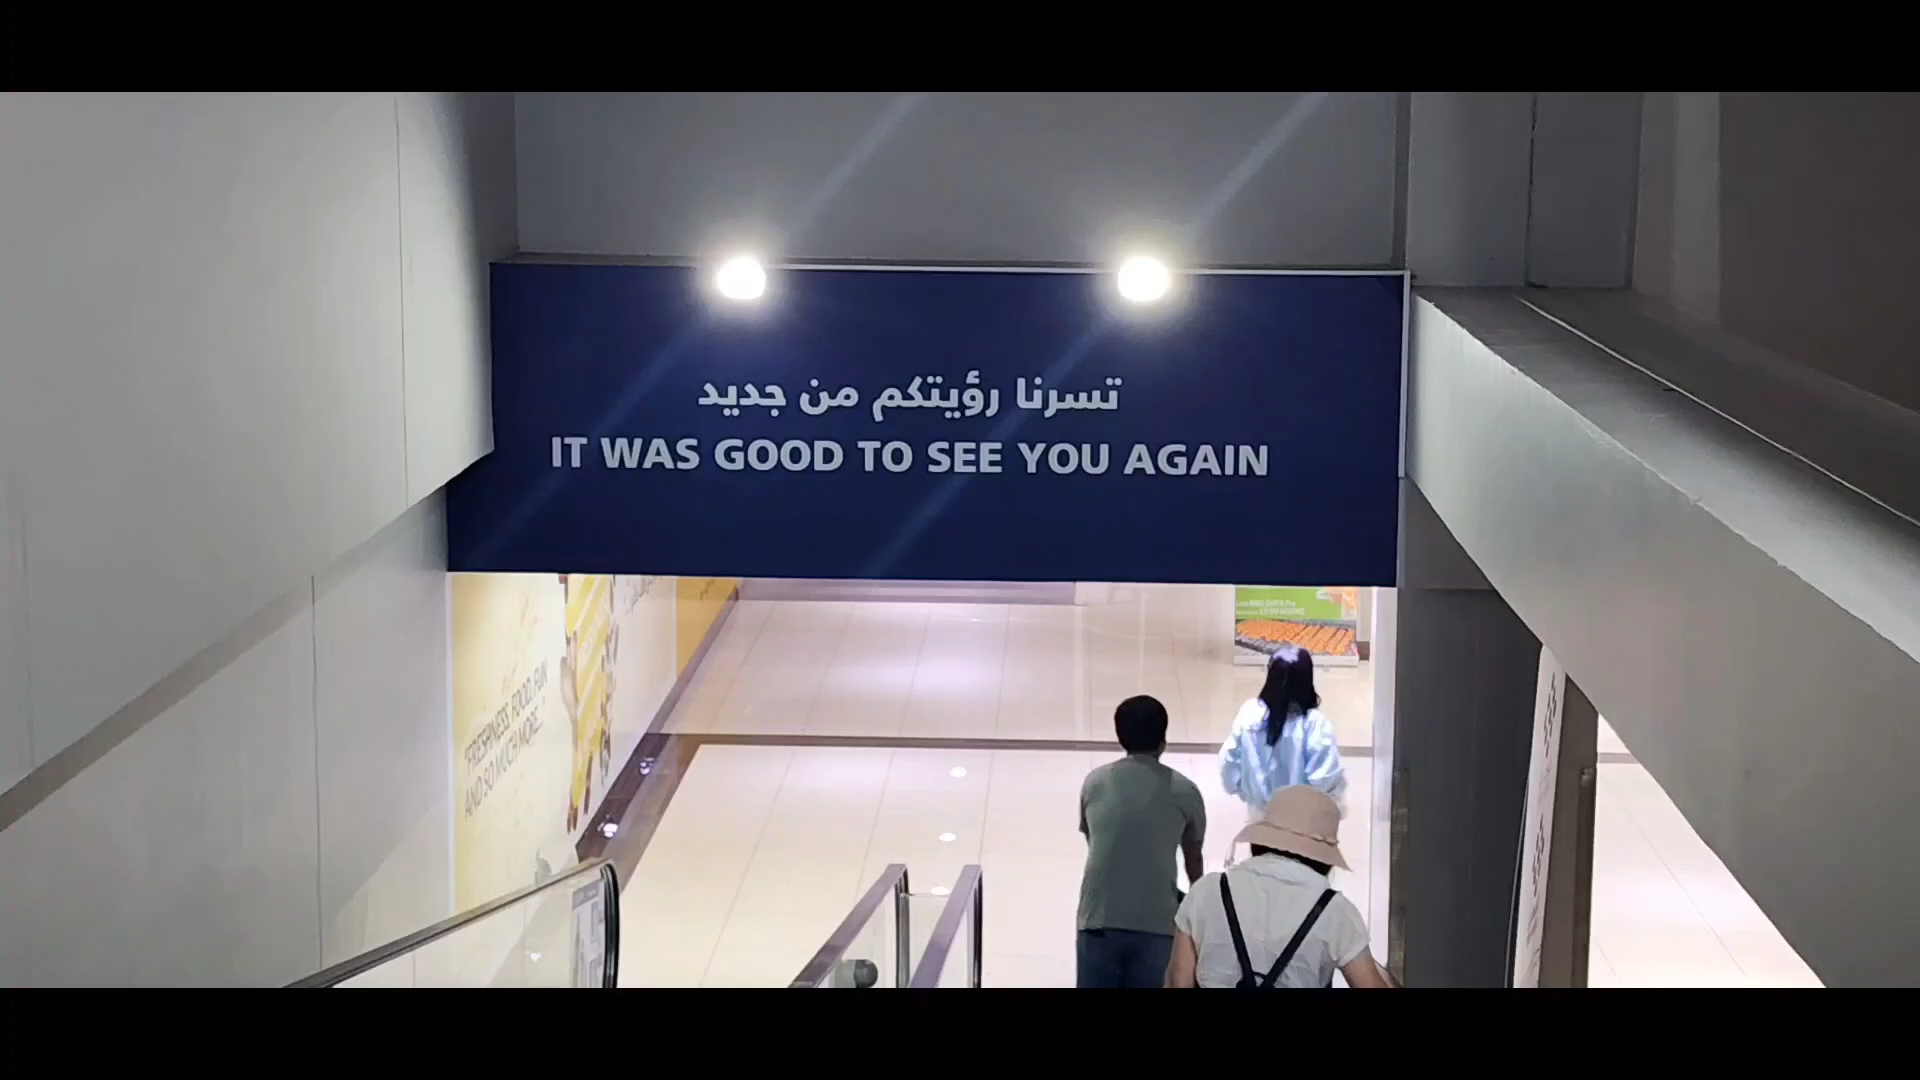 تسرنا رؤيتكم من جديد
IT WAS GOOD TO SEE YOU AGAIN
"FRESHNESS, FOOD, FUN
AND SO MUCH MORE..."